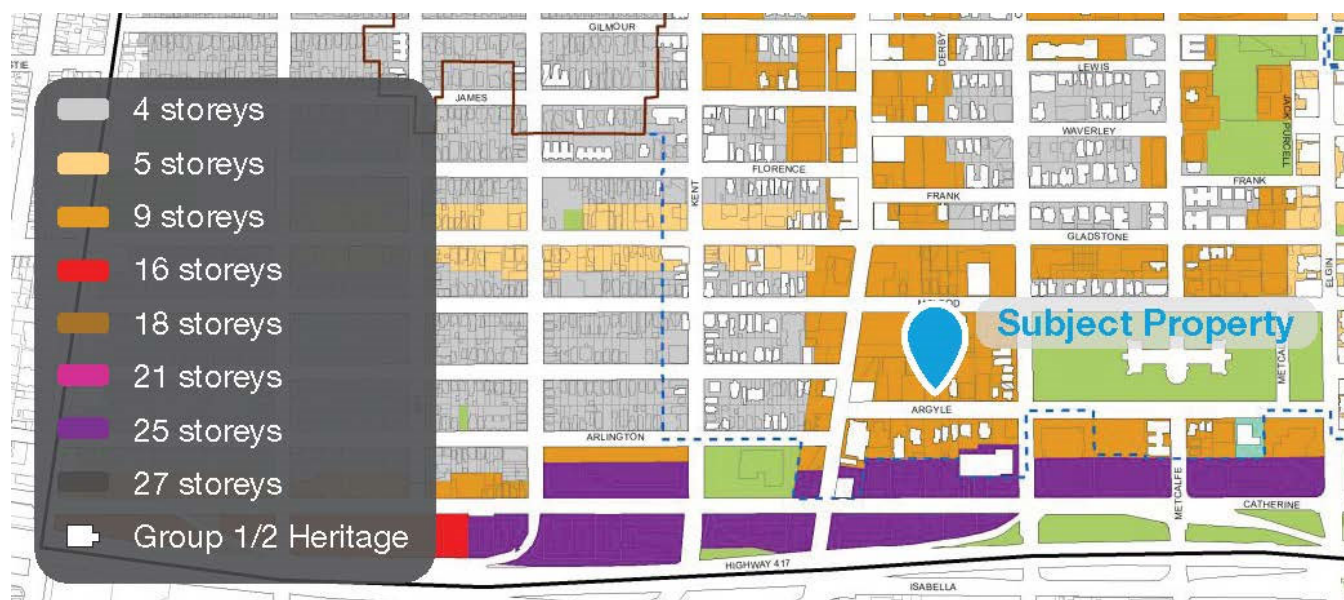 GILMOUR
DERBY
LEWIS
JAMES
WAVERLEY
JACK PURCELL
FLORENCE
KENT
FRANK
FRANK
GLADSTONE
ELGIN
4 storeys
5 storeys
9 storeys
16 storeys
18 storeys
21 storeys
25 storeys
27 storeys
Group 1/2 Heritage
Subject Property
ARGYLE
ARLINGTON
METCALFE
CATHERINE
HIGHWAY 417
ISABELLA